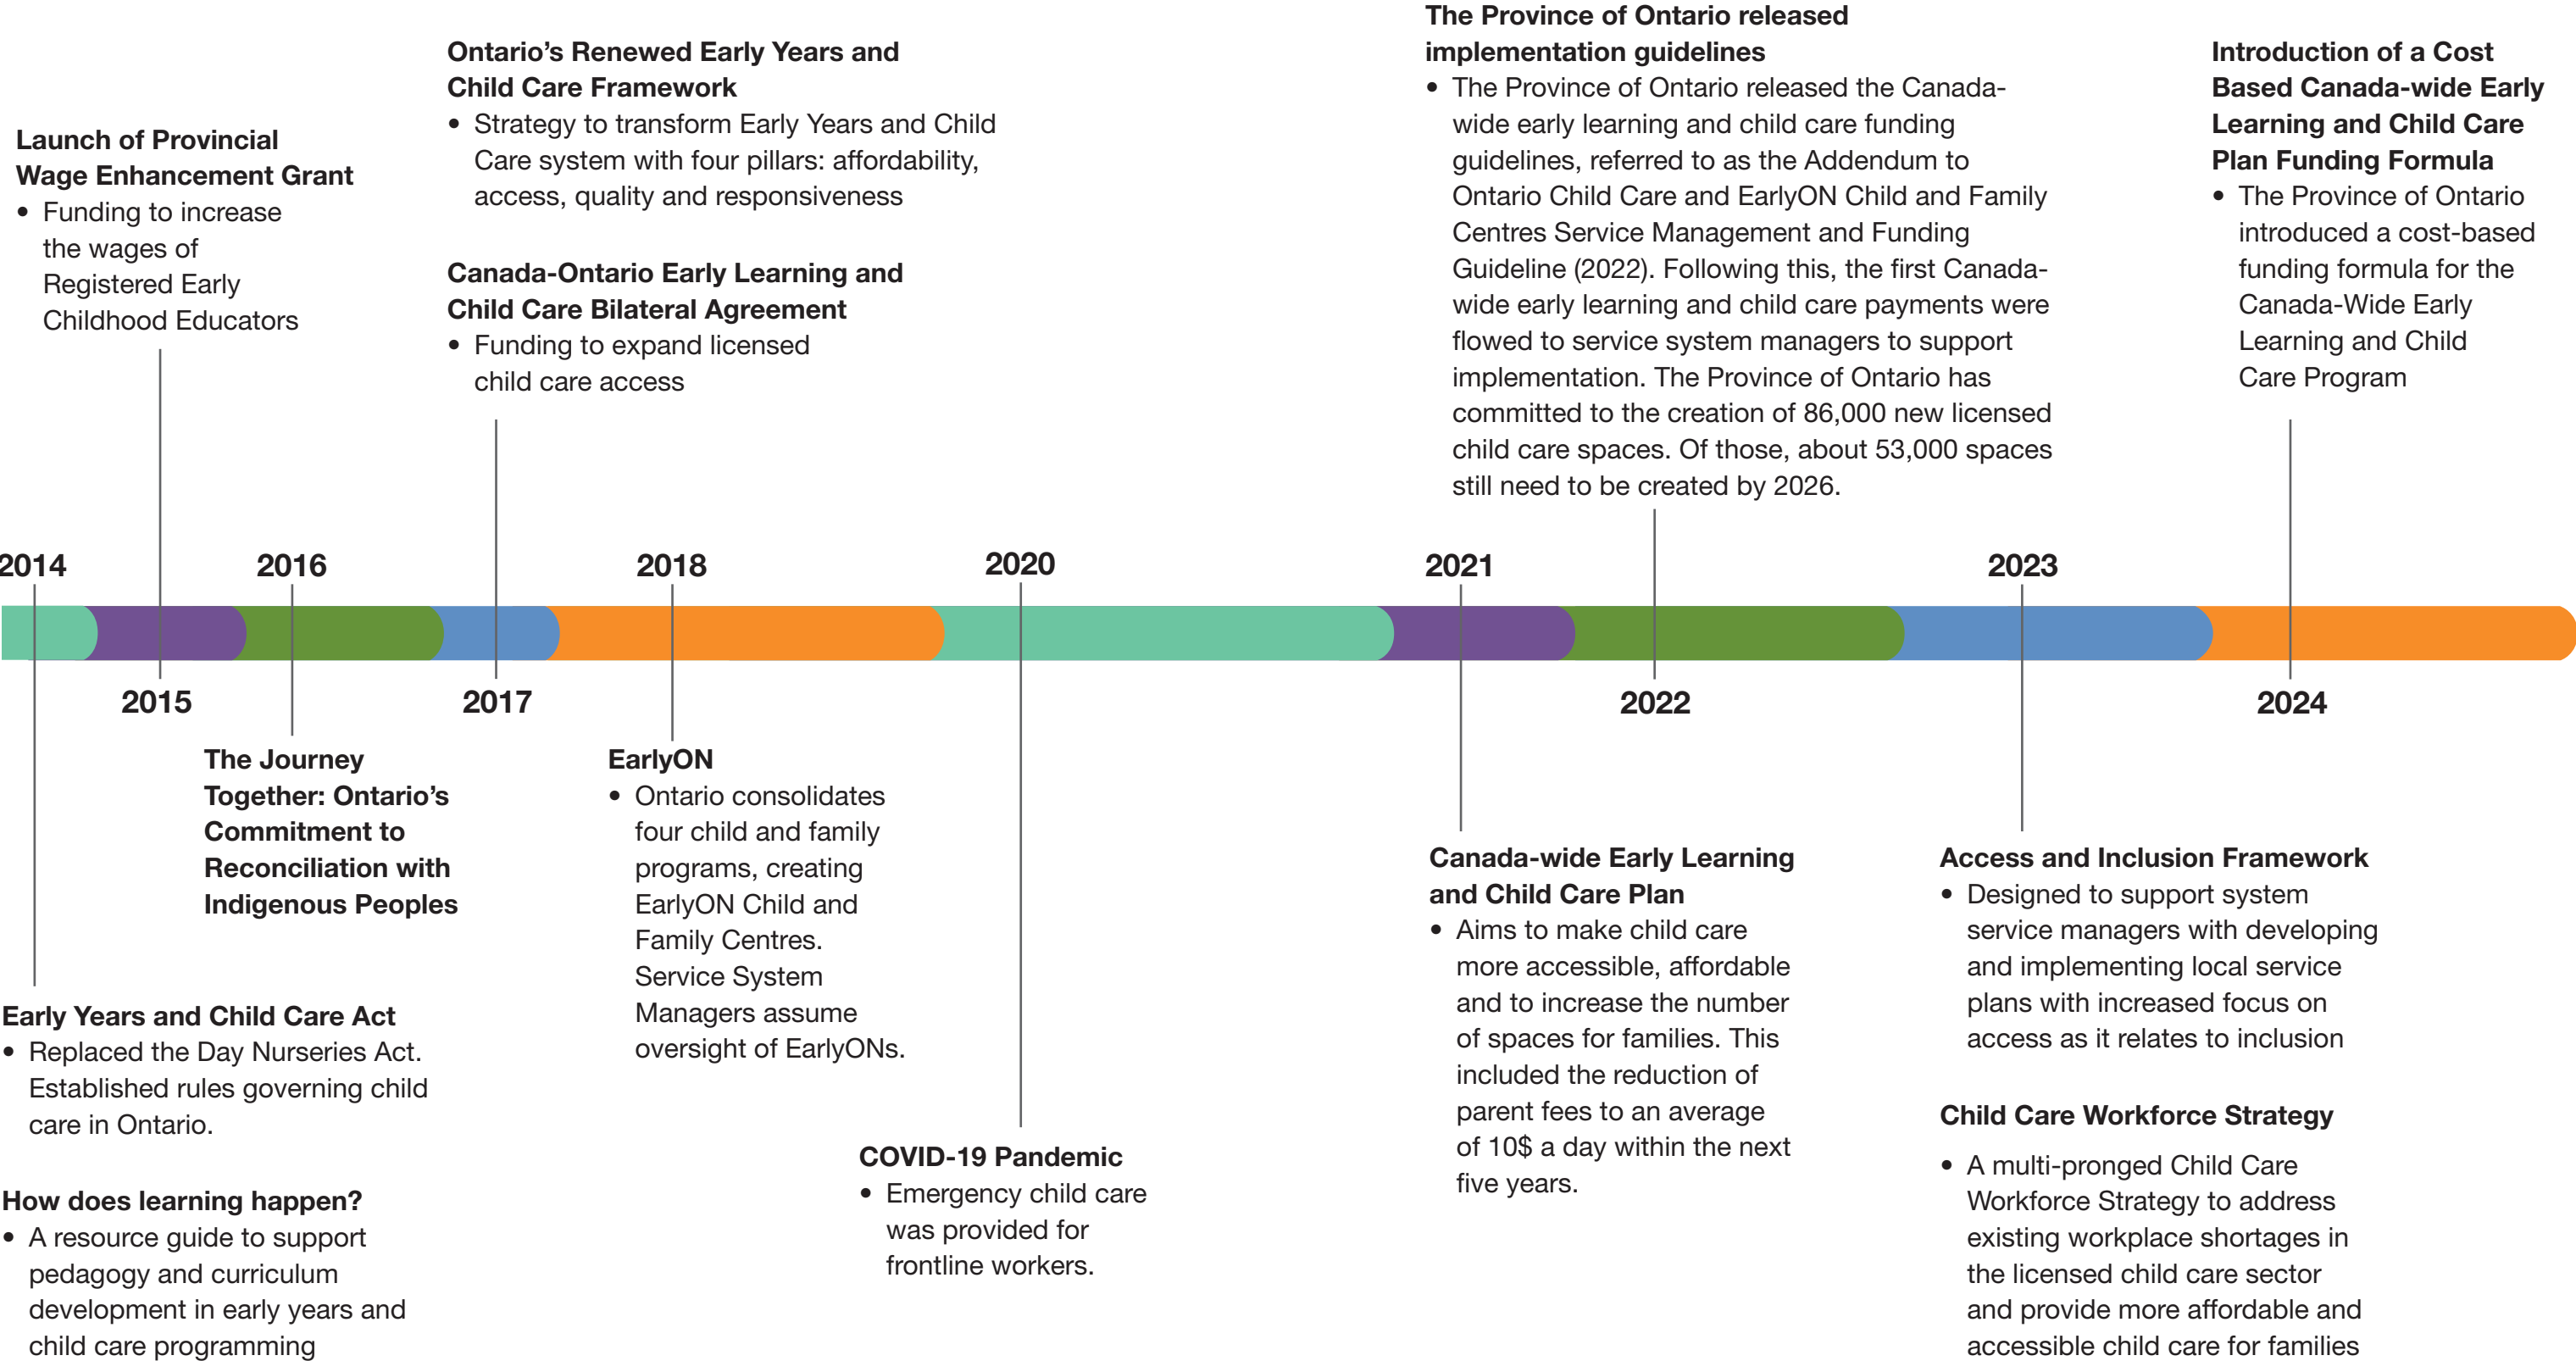 Launch of Provincial
Wage Enhancement Grant
• Funding to increase
the wages of
Registered Early
Childhood Educators
Ontario’s Renewed Early Years and
Child Care Framework
• Strategy to transform Early Years and Child
Care system with four pillars: affordability,
access, quality and responsiveness
Canada-Ontario Early Learning and
Child Care Bilateral Agreement
• Funding to expand licensed
child care access
The Province of Ontario released
implementation guidelines
• The Province of Ontario released the Canada-
wide early learning and child care funding
guidelines, referred to as the Addendum to
Ontario Child Care and EarlyON Child and Family
Centres Service Management and Funding
Guideline (2022). Following this, the first Canada-
wide early learning and child care payments were
flowed to service system managers to support
implementation. The Province of Ontario has
committed to the creation of 86,000 new licensed
child care spaces. Of those, about 53,000 spaces
still need to be created by 2026.
Introduction of a Cost
Based Canada-wide Early
Learning and Child Care
Plan Funding Formula
• The Province of Ontario
introduced a cost-based
funding formula for the
Canada-Wide Early
Learning and Child
Care Program
2014
2016
2018
2020
2021
2023
2015
2017
2022
2024
Early Years and Child Care Act
• Replaced the Day Nurseries Act.
Established rules governing child
care in Ontario.
How does learning happen?
• A resource guide to support
pedagogy and curriculum
development in early years and
child care programming
The Journey
Together: Ontario’s
Commitment to
Reconciliation with
Indigenous Peoples
EarlyON
• Ontario consolidates
four child and family
programs, creating
EarlyON Child and
Family Centres.
Service System
Managers assume
oversight of EarlyONs.
COVID-19 Pandemic
• Emergency child care
was provided for
frontline workers.
Canada-wide Early Learning
and Child Care Plan
• Aims to make child care
more accessible, affordable
and to increase the number
of spaces for families. This
included the reduction of
parent fees to an average
of 10$ a day within the next
five years.
Access and Inclusion Framework
• Designed to support system
service managers with developing
and implementing local service
plans with increased focus on
access as it relates to inclusion
Child Care Workforce Strategy
• A multi-pronged Child Care
Workforce Strategy to address
existing workplace shortages in
the licensed child care sector
and provide more affordable and
accessible child care for families